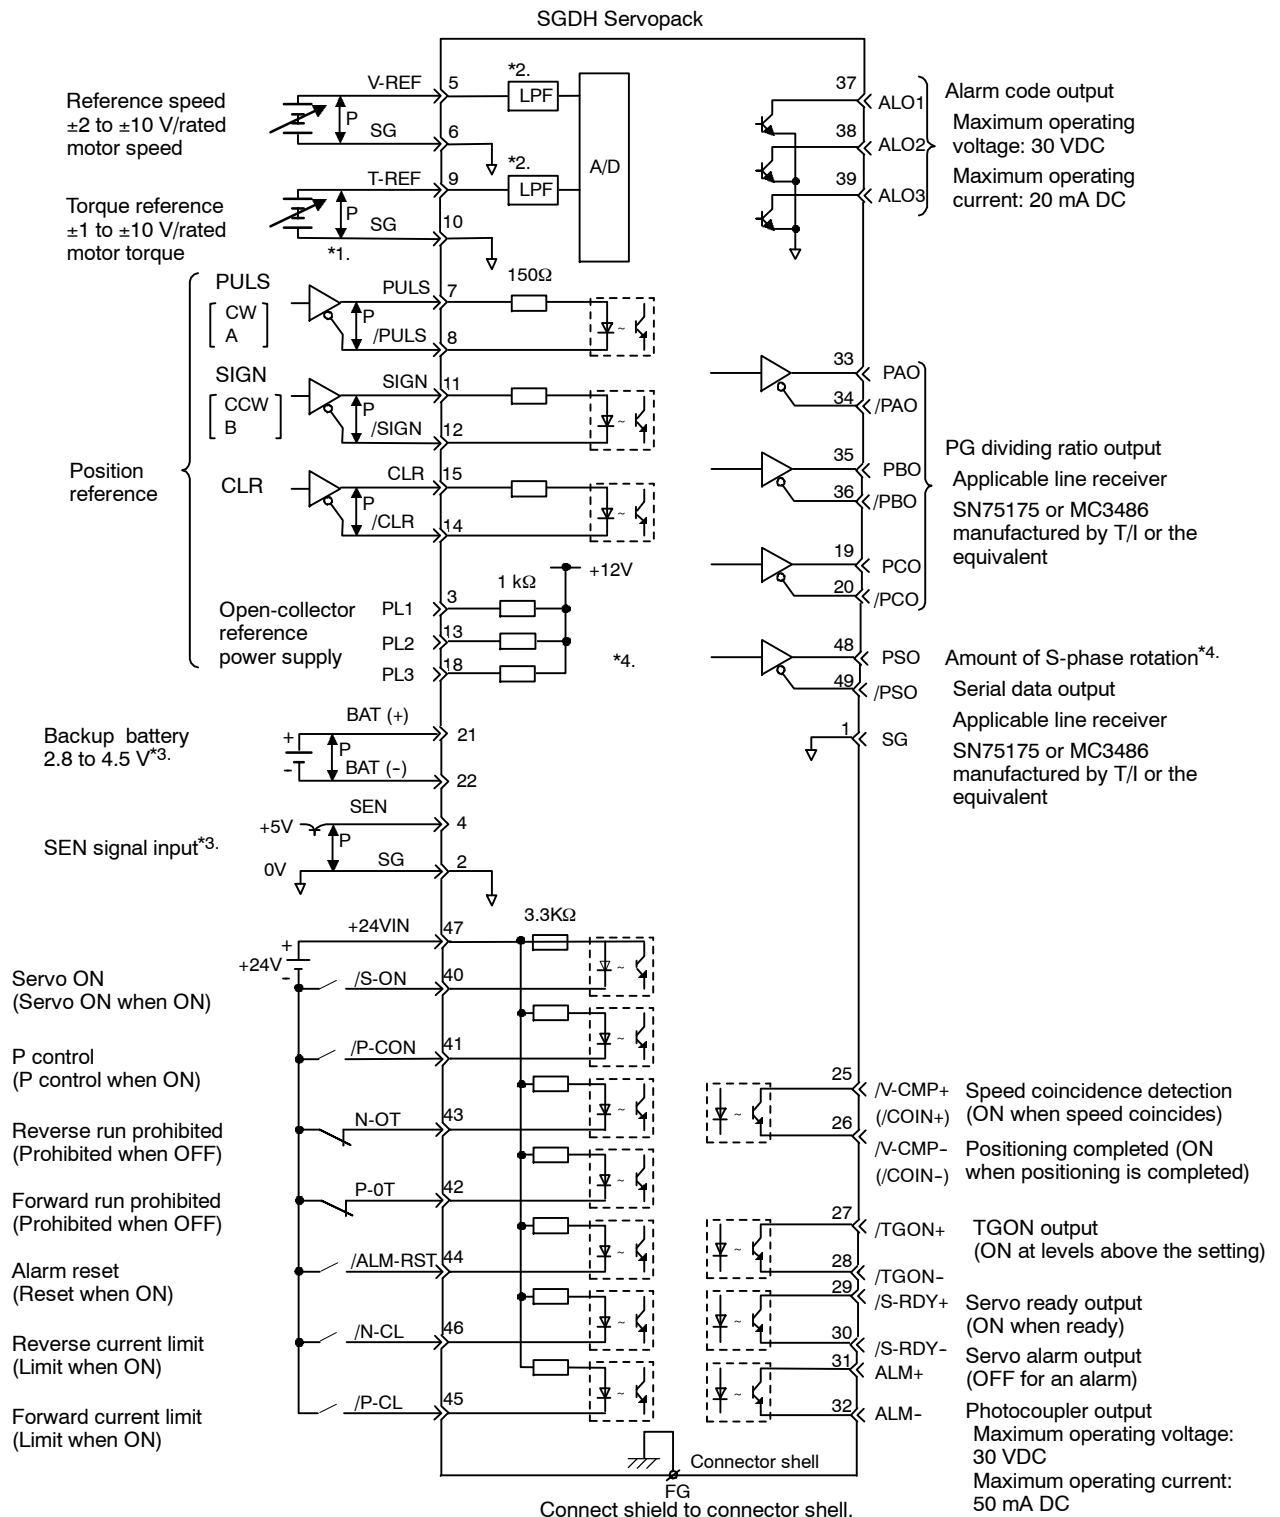 SGDH Servopack
Reference speed
±2 to ±10 V/rated
motor speed
V-REF
5
P
SG
6
*2.
LPF
Torque reference
±1 to ±10 V/rated
motor torque
T-REF
9
P
SG
10
*1.
*2.
LPF
A/D
Position
reference
PULS
CW
A
PULS
7
P
/PULS
8
150Ω
~
SIGN
CCW
B
SIGN
11
P
/SIGN
12
~
CLR
CLR
15
P
/CLR
14
~
Open-collector
reference
power supply
PL1
3
PL2
13
PL3
18
1 kΩ
+12V
*4.
Backup battery
2.8 to 4.5 V*3.
+
-
P
BAT (+)
21
BAT (-)
22
SEN signal input*3.
+5V
0V
P
SEN
4
SG
2
+24VIN
47
3.3KΩ
~
+
+24V
-
Servo ON
(Servo ON when ON)
/S-ON
40
~
P control
(P control when ON)
/P-CON
41
~
Reverse run prohibited
(Prohibited when OFF)
N-OT
43
~
Forward run prohibited
(Prohibited when OFF)
P-0T
42
~
Alarm reset
(Reset when ON)
/ALM-RST
44
~
Reverse current limit
(Limit when ON)
/N-CL
46
~
Forward current limit
(Limit when ON)
/P-CL
45
37
ALO1
38
ALO2
39
ALO3
Alarm code output
Maximum operating
voltage: 30 VDC
Maximum operating
current: 20 mA DC
33
PAO
34
/PAO
35
PBO
36
/PBO
19
PCO
20
/PCO
PG dividing ratio output
Applicable line receiver
SN75175 or MC3486
manufactured by T/I or the
equivalent
48
PSO
49
/PSO
1
SG
Amount of S-phase rotation*4.
Serial data output
Applicable line receiver
SN75175 or MC3486
manufactured by T/I or the
equivalent
~
25
/V-CMP+
(/COIN+)
26
/V-CMP-
(/COIN-)
Speed coincidence detection
(ON when speed coincides)
Positioning completed (ON
when positioning is completed)
~
27
/TGON+
28
/TGON-
TGON output
(ON at levels above the setting)
~
29
/S-RDY+
30
/S-RDY-
Servo ready output
(ON when ready)
~
31
ALM+
32
ALM-
Servo alarm output
(OFF for an alarm)
Photocoupler output
Maximum operating voltage:
30 VDC
Maximum operating current:
50 mA DC
Connector shell
FG
Connect shield to connector shell.